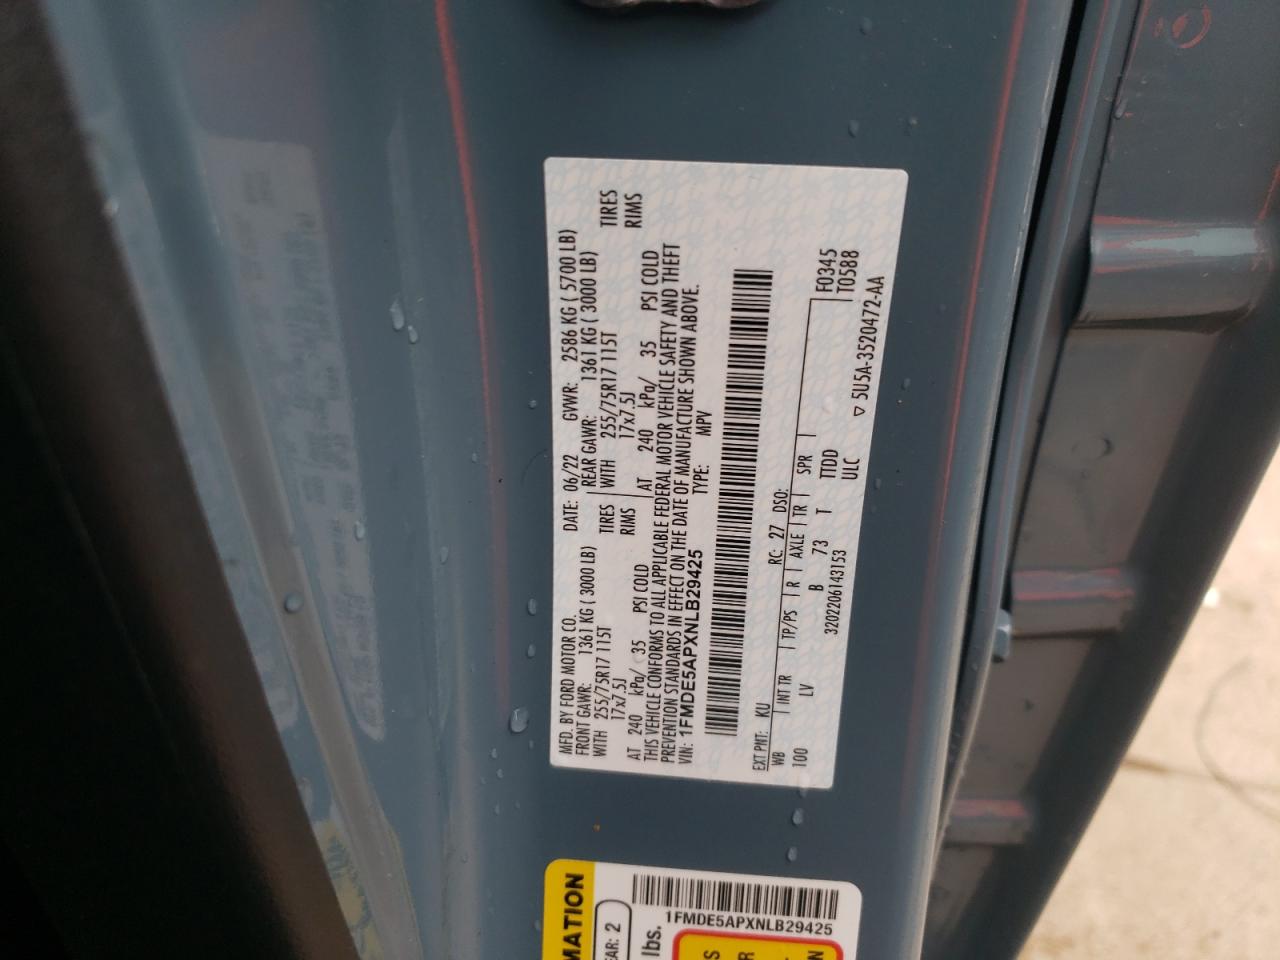 MFD. BY FORD MOTOR CO.
DATE: 06/22 GVWR: 2586 KG ( 5700 LB)
FRONT GAWR: 1361 KG ( 3000 LB)
REAR GAWR: 1361 KG ( 3000 LB)
WITH 255/75R17 115T TIRES
WITH 255/75R17 115T TIRES
17x7.5J RIMS
17x7.5J RIMS
AT 240 kPa/ 35 PSI COLD
AT 240 kPa/ 35 PSI COLD
THIS VEHICLE CONFORMS TO ALL APPLICABLE FEDERAL MOTOR VEHICLE SAFETY AND THEFT
PREVENTION STANDARDS IN EFFECT ON THE DATE OF MANUFACTURE SHOWN ABOVE.
VIN: 1FMDE5APXNLB29425
TYPE: MPV
EXT PNT: KU RC: 27 DSO: F0345
WB INT TR TP/PS R AXLE TR SPR T0588
100 LV B 73 T TTDD
3202206143153 ULC
▽ 5U5A-3520472-AA
MATION
EAR: 2
lbs.
1FMDE5APXNLB29425